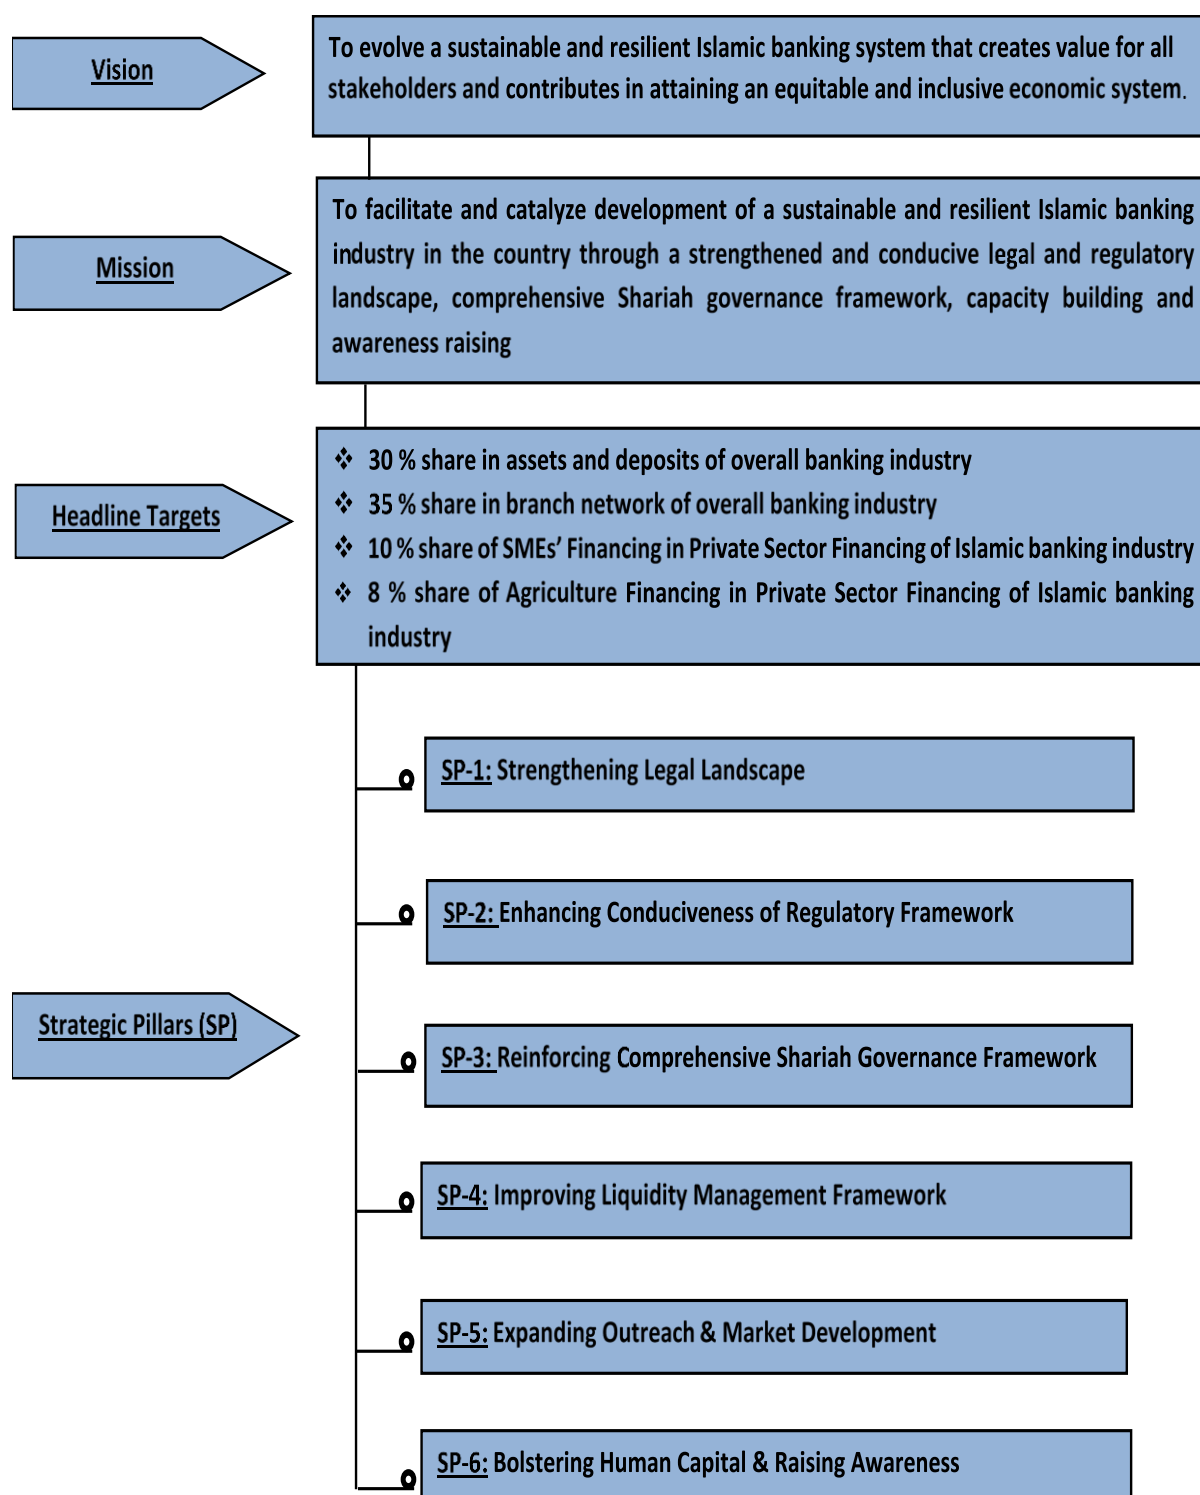 Vision
To evolve a sustainable and resilient Islamic banking system that creates value for all
stakeholders and contributes in attaining an equitable and inclusive economic system.
Mission
To facilitate and catalyze development of a sustainable and resilient Islamic banking
industry in the country through a strengthened and conducive legal and regulatory
landscape, comprehensive Shariah governance framework, capacity building and
awareness raising
Headline Targets
❖ 30 % share in assets and deposits of overall banking industry
❖ 35 % share in branch network of overall banking industry
❖ 10 % share of SMEs’ Financing in Private Sector Financing of Islamic banking industry
❖ 8 % share of Agriculture Financing in Private Sector Financing of Islamic banking
industry
Strategic Pillars (SP)
SP-1: Strengthening Legal Landscape
SP-2: Enhancing Conduciveness of Regulatory Framework
SP-3: Reinforcing Comprehensive Shariah Governance Framework
SP-4: Improving Liquidity Management Framework
SP-5: Expanding Outreach & Market Development
SP-6: Bolstering Human Capital & Raising Awareness